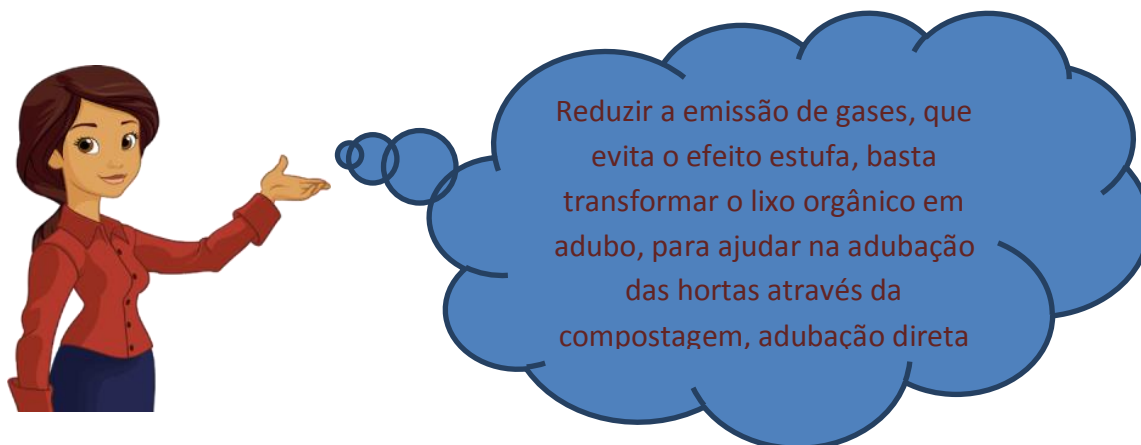 Reduzir a emissão de gases, que
evita o efeito estufa, basta
transformar o lixo orgânico em
adubo, para ajudar na adubação
das hortas através da
compostagem, adubação direta